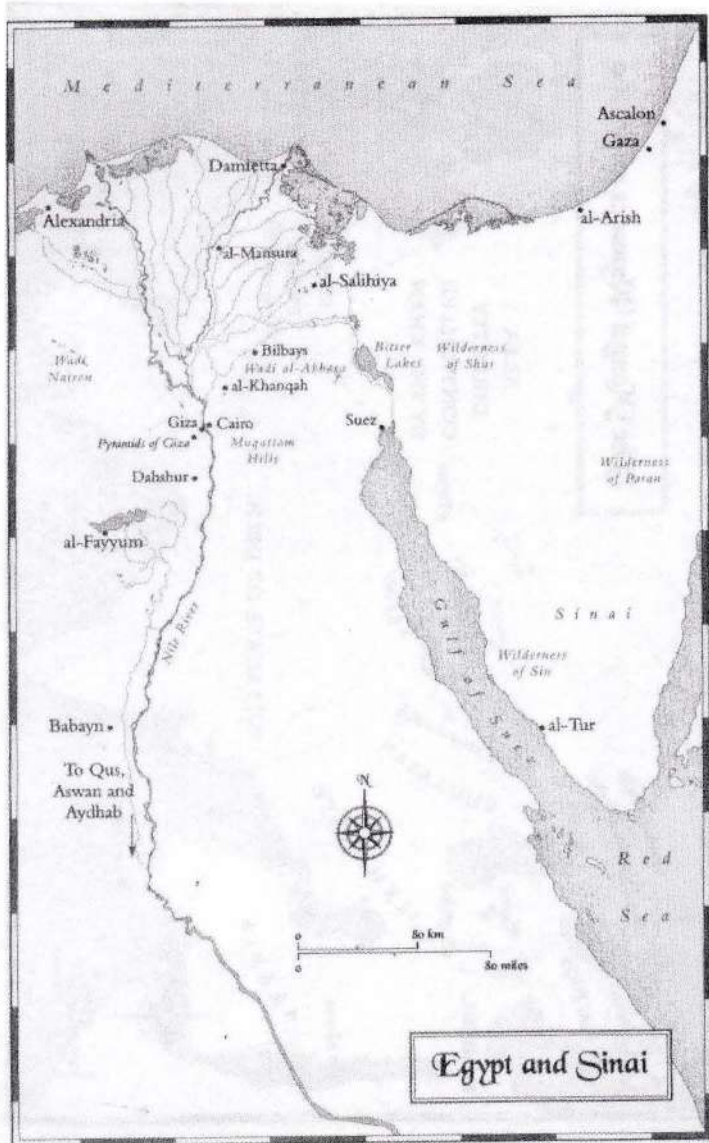 Mediterranean Sea
Ascalon
Gaza
Damietta
Alexandria
al-Arish
al-Mansura
al-Salihiya
Bilbays
Bitter
Lakes
Wilderness
of Shur
Wadi
Natron
Wadi al-Abbasa
al-Khanqah
Giza
Cairo
Suez
Pyramids of Giza
Muqattam
Hills
Wilderness
of Paran
Dahshur
al-Fayyum
Nile River
Gulf of Suez
Sinai
Wilderness
of Sin
Babayn
al-Tur
To Qus,
Aswan and
Aydhab
N
Red
Sea
0 80 km
0 80 miles
Egypt and Sinai